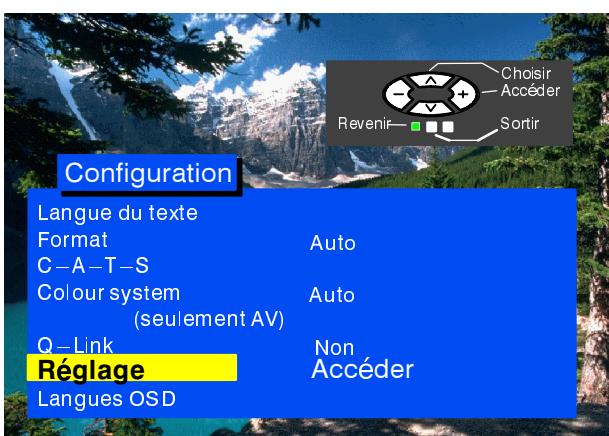 Choisir
Accéder
Revenir
Sortir
Configuration
Langue du texte
Format Auto
C–A–T–S
Colour system Auto
(seulement AV)
Q–Link Non
Réglage Accéder
Langues OSD